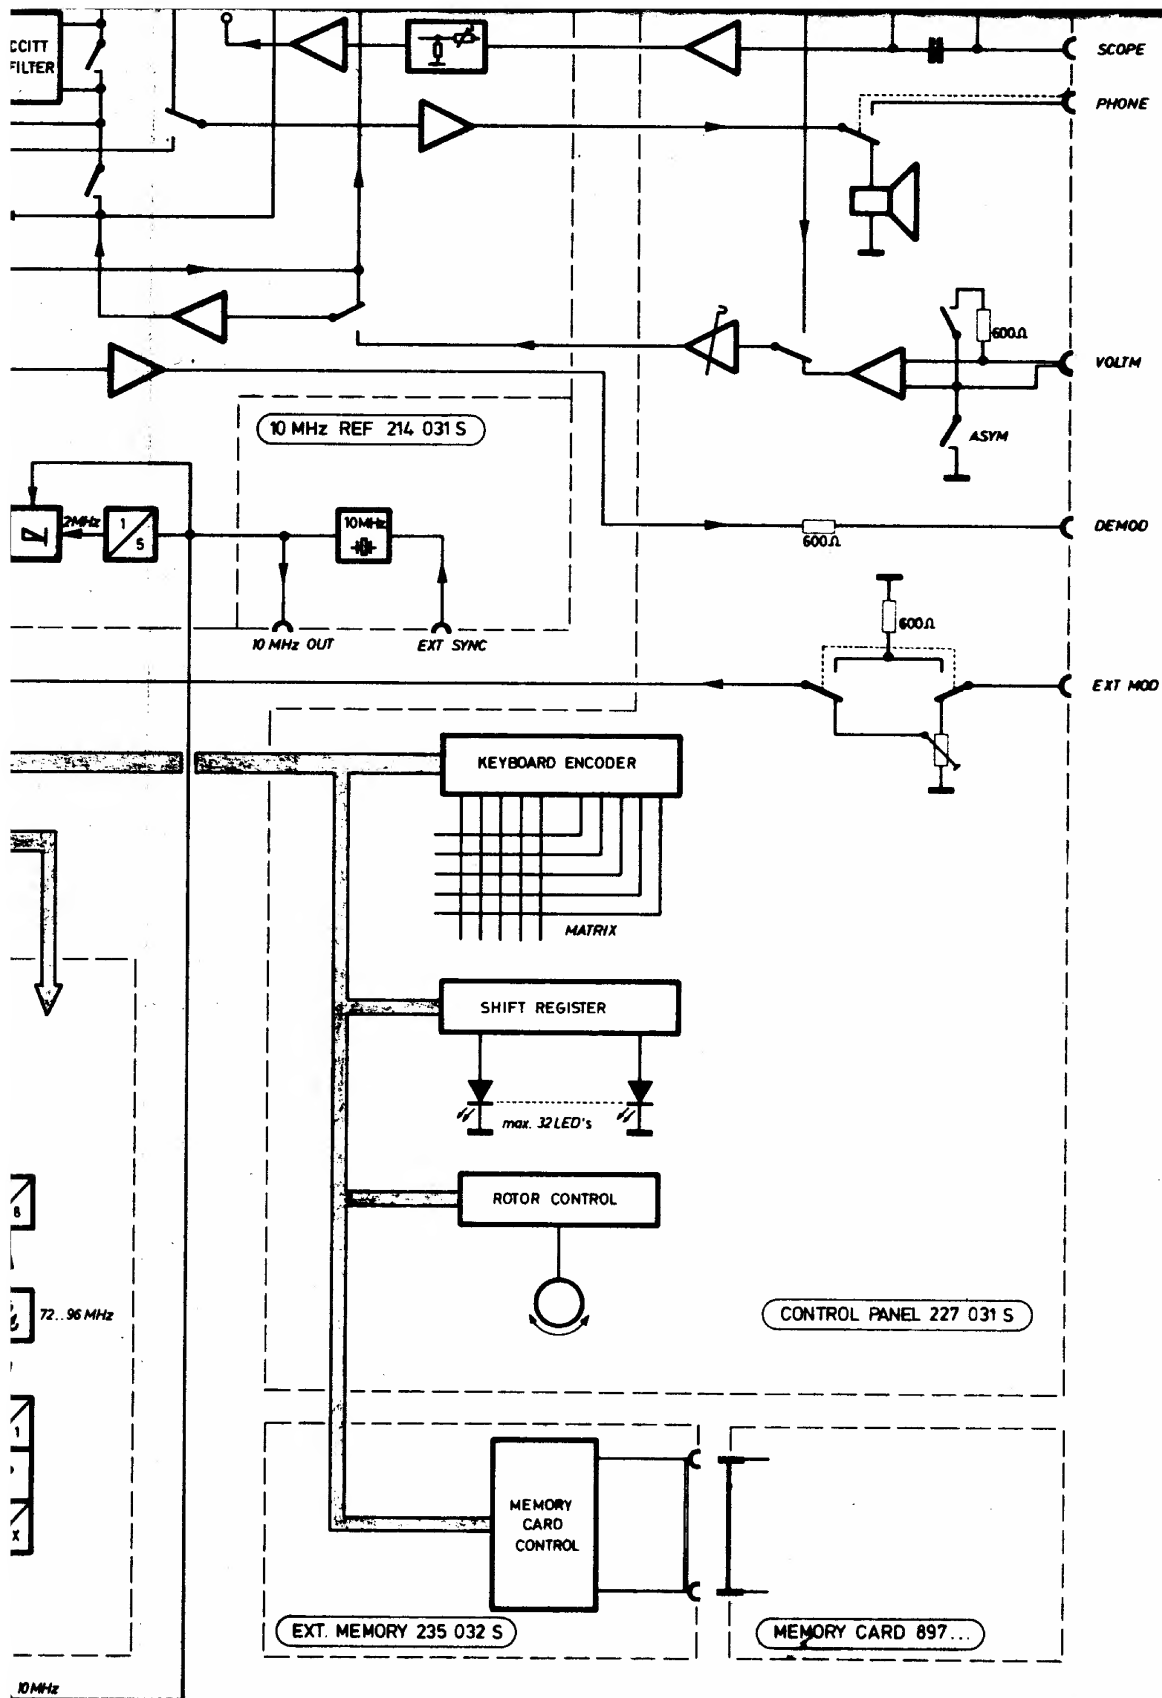 CCITT
FILTER
SCOPE
PHONE
600Ω
VOLTM
ASYM
10 MHz REF 214 031 S
2MHz
1
5
10MHz
DEMOD
600Ω
10 MHz OUT
EXT SYNC
600Ω
EXT MOD
KEYBOARD ENCODER
MATRIX
SHIFT REGISTER
max. 32 LED's
ROTOR CONTROL
8
72..96 MHz
CONTROL PANEL 227 031 S
1
X
MEMORY
CARD
CONTROL
EXT. MEMORY 235 032 S
MEMORY CARD 897...
10MHz